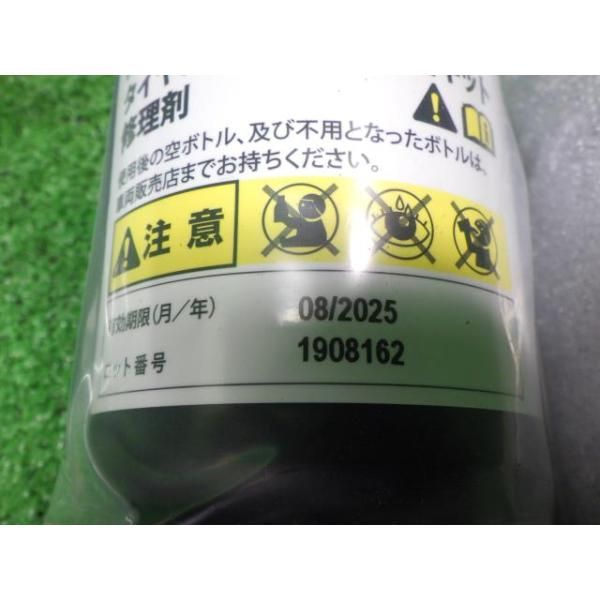 修理剤
使用後の空ボトル、及び不用となったボトルは、
車両販売店までお持ちください。
注意
有効期限(月/年) 08/2025
ロット番号 1908162